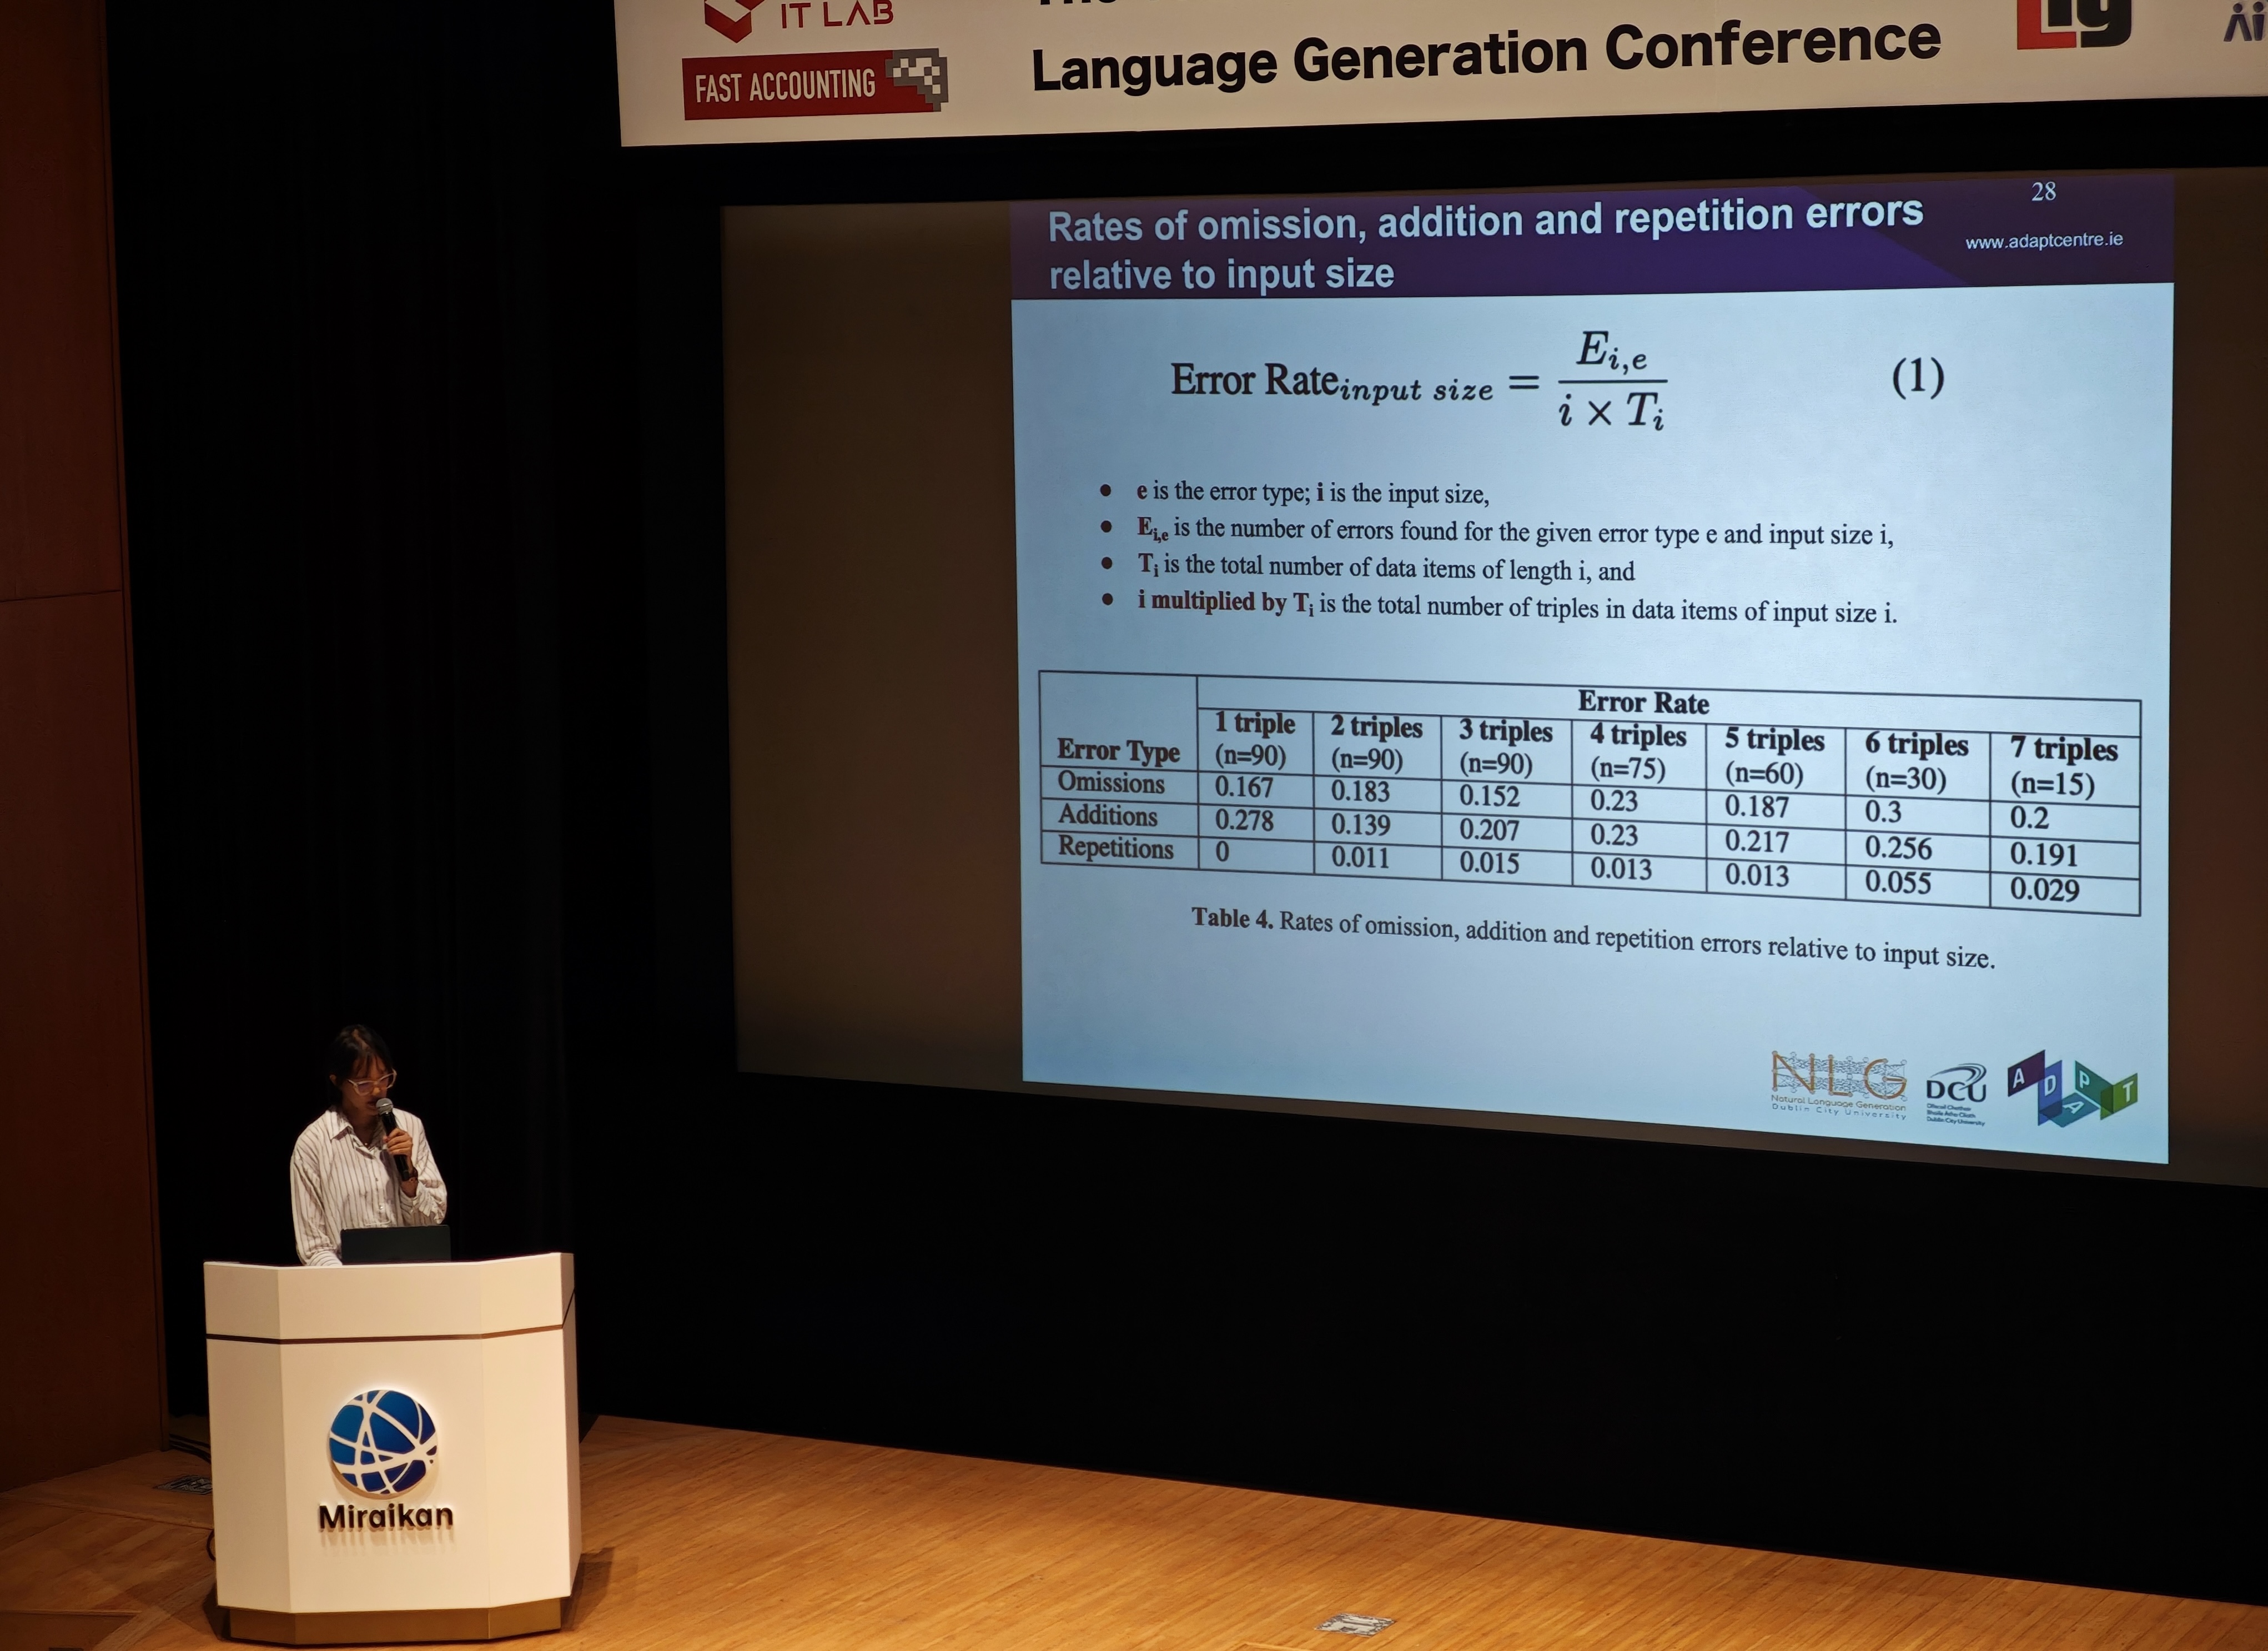 IT LAB
FAST ACCOUNTING
Language Generation Conference
Rates of omission, addition and repetition errors
relative to input size
28
www.adaptcentre.ie
Error Rate_{input size} = \frac{E_{i,e}}{i × T_i} (1)
• e is the error type; i is the input size,
• E_{i,e} is the number of errors found for the given error type e and input size i,
• T_i is the total number of data items of length i, and
• i multiplied by T_i is the total number of triples in data items of input size i.
Error Rate
Error Type 1 triple (n=90) 2 triples (n=90) 3 triples (n=90) 4 triples (n=75) 5 triples (n=60) 6 triples (n=30) 7 triples (n=15)
Omissions 0.167 0.183 0.152 0.23 0.187 0.3 0.2
Additions 0.278 0.139 0.207 0.23 0.217 0.256 0.191
Repetitions 0 0.011 0.015 0.013 0.013 0.055 0.029
Table 4. Rates of omission, addition and repetition errors relative to input size.
NLG
Natural Language Generation
Dublin City University
DCU
ADAPT
Miraikan